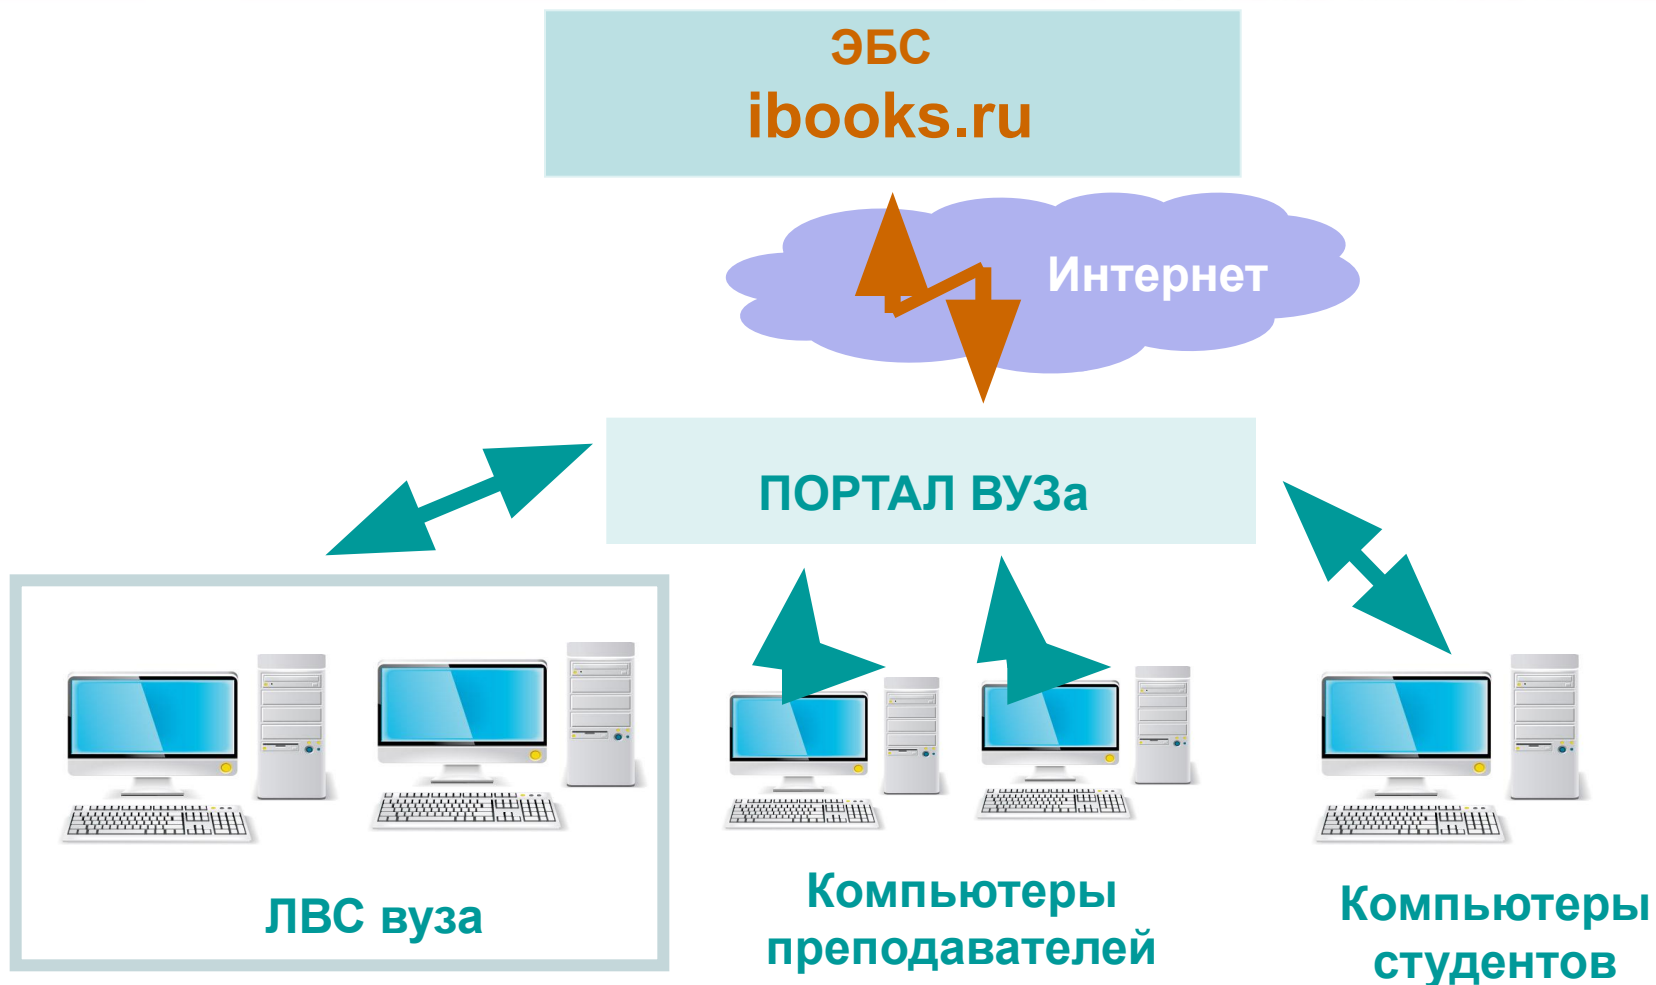 ЭБС
ibooks.ru
Интернет
ПОРТАЛ ВУЗа
ЛВС вуза
Компьютеры
преподавателей
Компьютеры
студентов